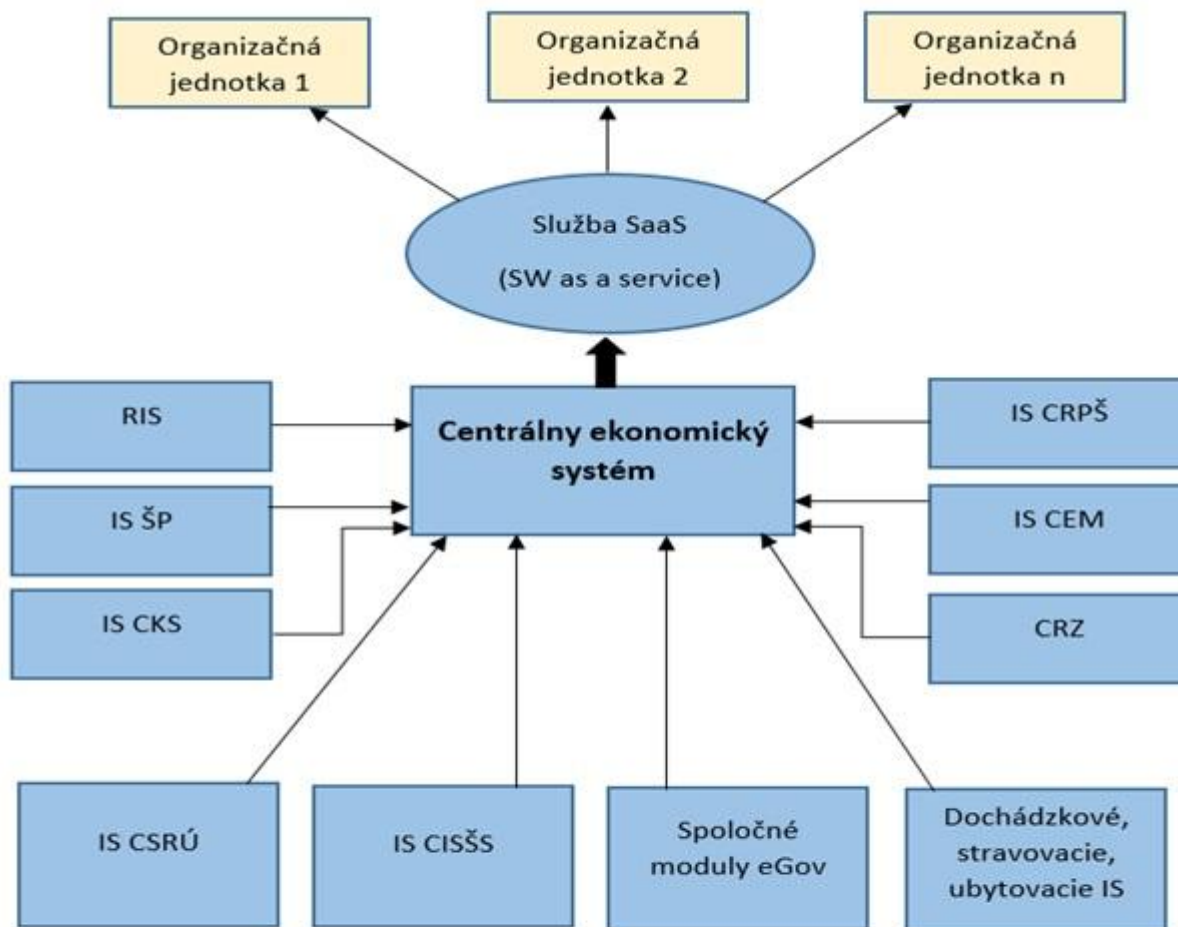 Organizačná
jednotka 1
Organizačná
jednotka 2
Organizačná
jednotka n
Služba SaaS
(SW as a service)
RIS
Centrálny ekonomický
systém
IS CRPŠ
IS ŠP
IS CEM
IS CKS
CRZ
IS CSRÚ
IS CISŠS
Spoločné
moduly eGov
Dochádzkové,
stravovacie,
ubytovacie IS